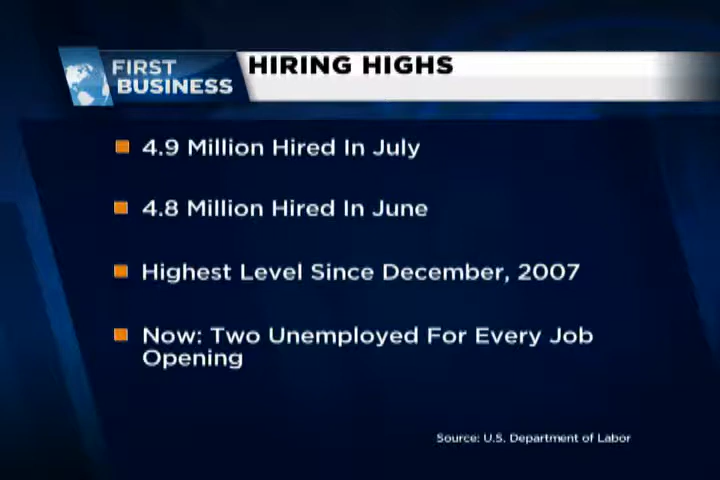 FIRST
BUSINESS
HIRING HIGHS
4.9 Million Hired In July
4.8 Million Hired In June
Highest Level Since December, 2007
Now: Two Unemployed For Every Job
Opening
Source: U.S. Department of Labor